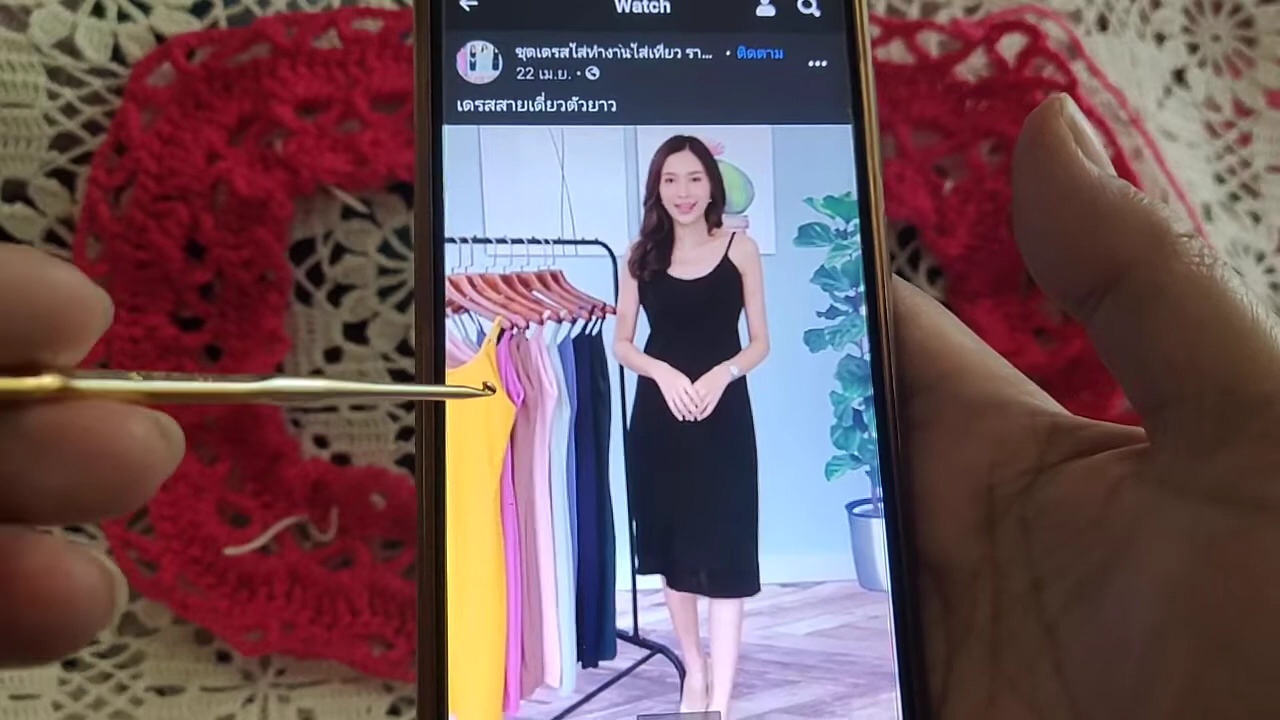 Watch
ชุดเดรสใส่ทำงานใส่เที่ยว รา... • ติดตาม
22 เม.ย. •
เดรสสายเดี่ยวตัวยาว